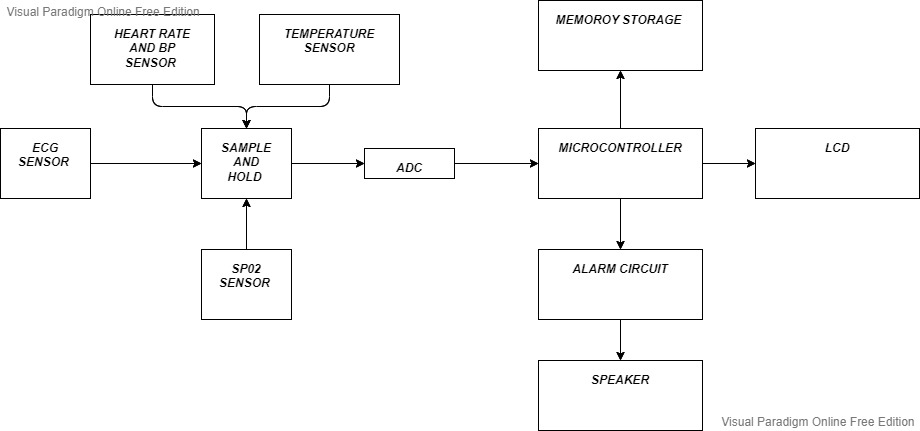 Visual Paradigm Online Free Edition
HEART RATE
AND BP
SENSOR
TEMPERATURE
SENSOR
MEMOROY STORAGE
ECG
SENSOR
SAMPLE
AND
HOLD
ADC
MICROCONTROLLER
LCD
SP02
SENSOR
ALARM CIRCUIT
SPEAKER
Visual Paradigm Online Free Edition